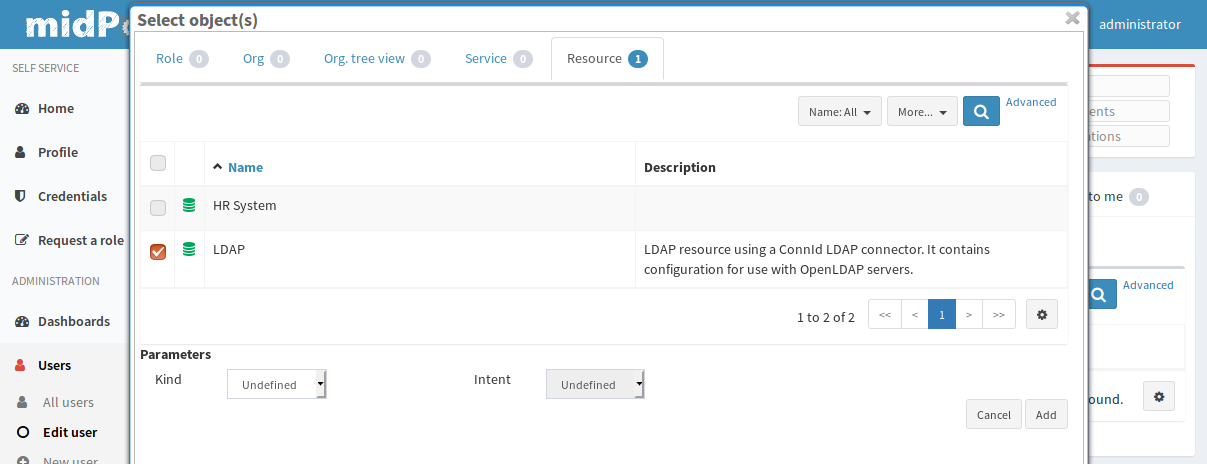 midP
Select object(s)
administrator
SELF SERVICE
Home
Profile
Credentials
Request a role
ADMINISTRATION
Dashboards
Users
All users
Edit user
New user
Role 0
Org 0
Org. tree view 0
Service 0
Resource 1
Name: All
More...
Advanced
Name
Description
HR System
LDAP
LDAP resource using a ConnId LDAP connector. It contains
configuration for use with OpenLDAP servers.
1 to 2 of 2
<<
<
1
>
>>
Parameters
Kind
Undefined
Intent
Undefined
Cancel
Add
ents
ations
to me 0
Advanced
ound.